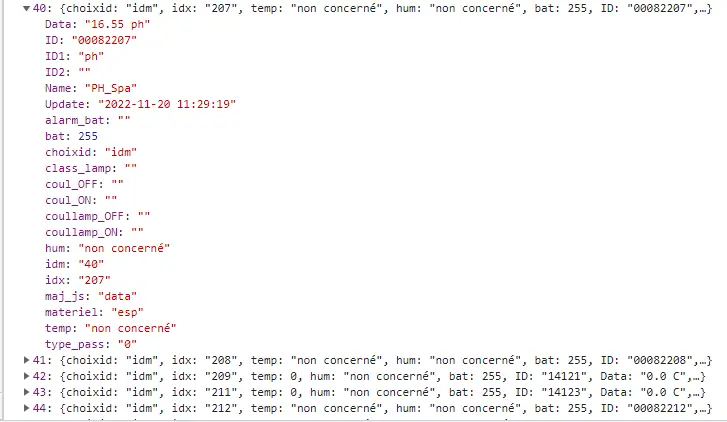 40: {choixid: "idm", idx: "207", temp: "non concerné", hum: "non concerné", bat: 255, ID: "00082207",…}
Data: "16.55 ph"
ID: "00082207"
ID1: "ph"
ID2: ""
Name: "PH_Spa"
Update: "2022-11-20 11:29:19"
alarm_bat: ""
bat: 255
choixid: "idm"
class_lamp: ""
coul_OFF: ""
coul_ON: ""
coullamp_OFF: ""
coullamp_ON: ""
hum: "non concerné"
idm: "40"
idx: "207"
maj_js: "data"
materiel: "esp"
temp: "non concerné"
type_pass: "0"
41: {choixid: "idm", idx: "208", temp: "non concerné", hum: "non concerné", bat: 255, ID: "00082208",…}
42: {choixid: "idm", idx: "209", temp: 0, hum: "non concerné", bat: 255, ID: "14121", Data: "0.0 C",…}
43: {choixid: "idm", idx: "211", temp: 0, hum: "non concerné", bat: 255, ID: "14123", Data: "0.0 C",…}
44: {choixid: "idm", idx: "212", temp: "non concerné", hum: "non concerné", bat: 255, ID: "00082212",…}